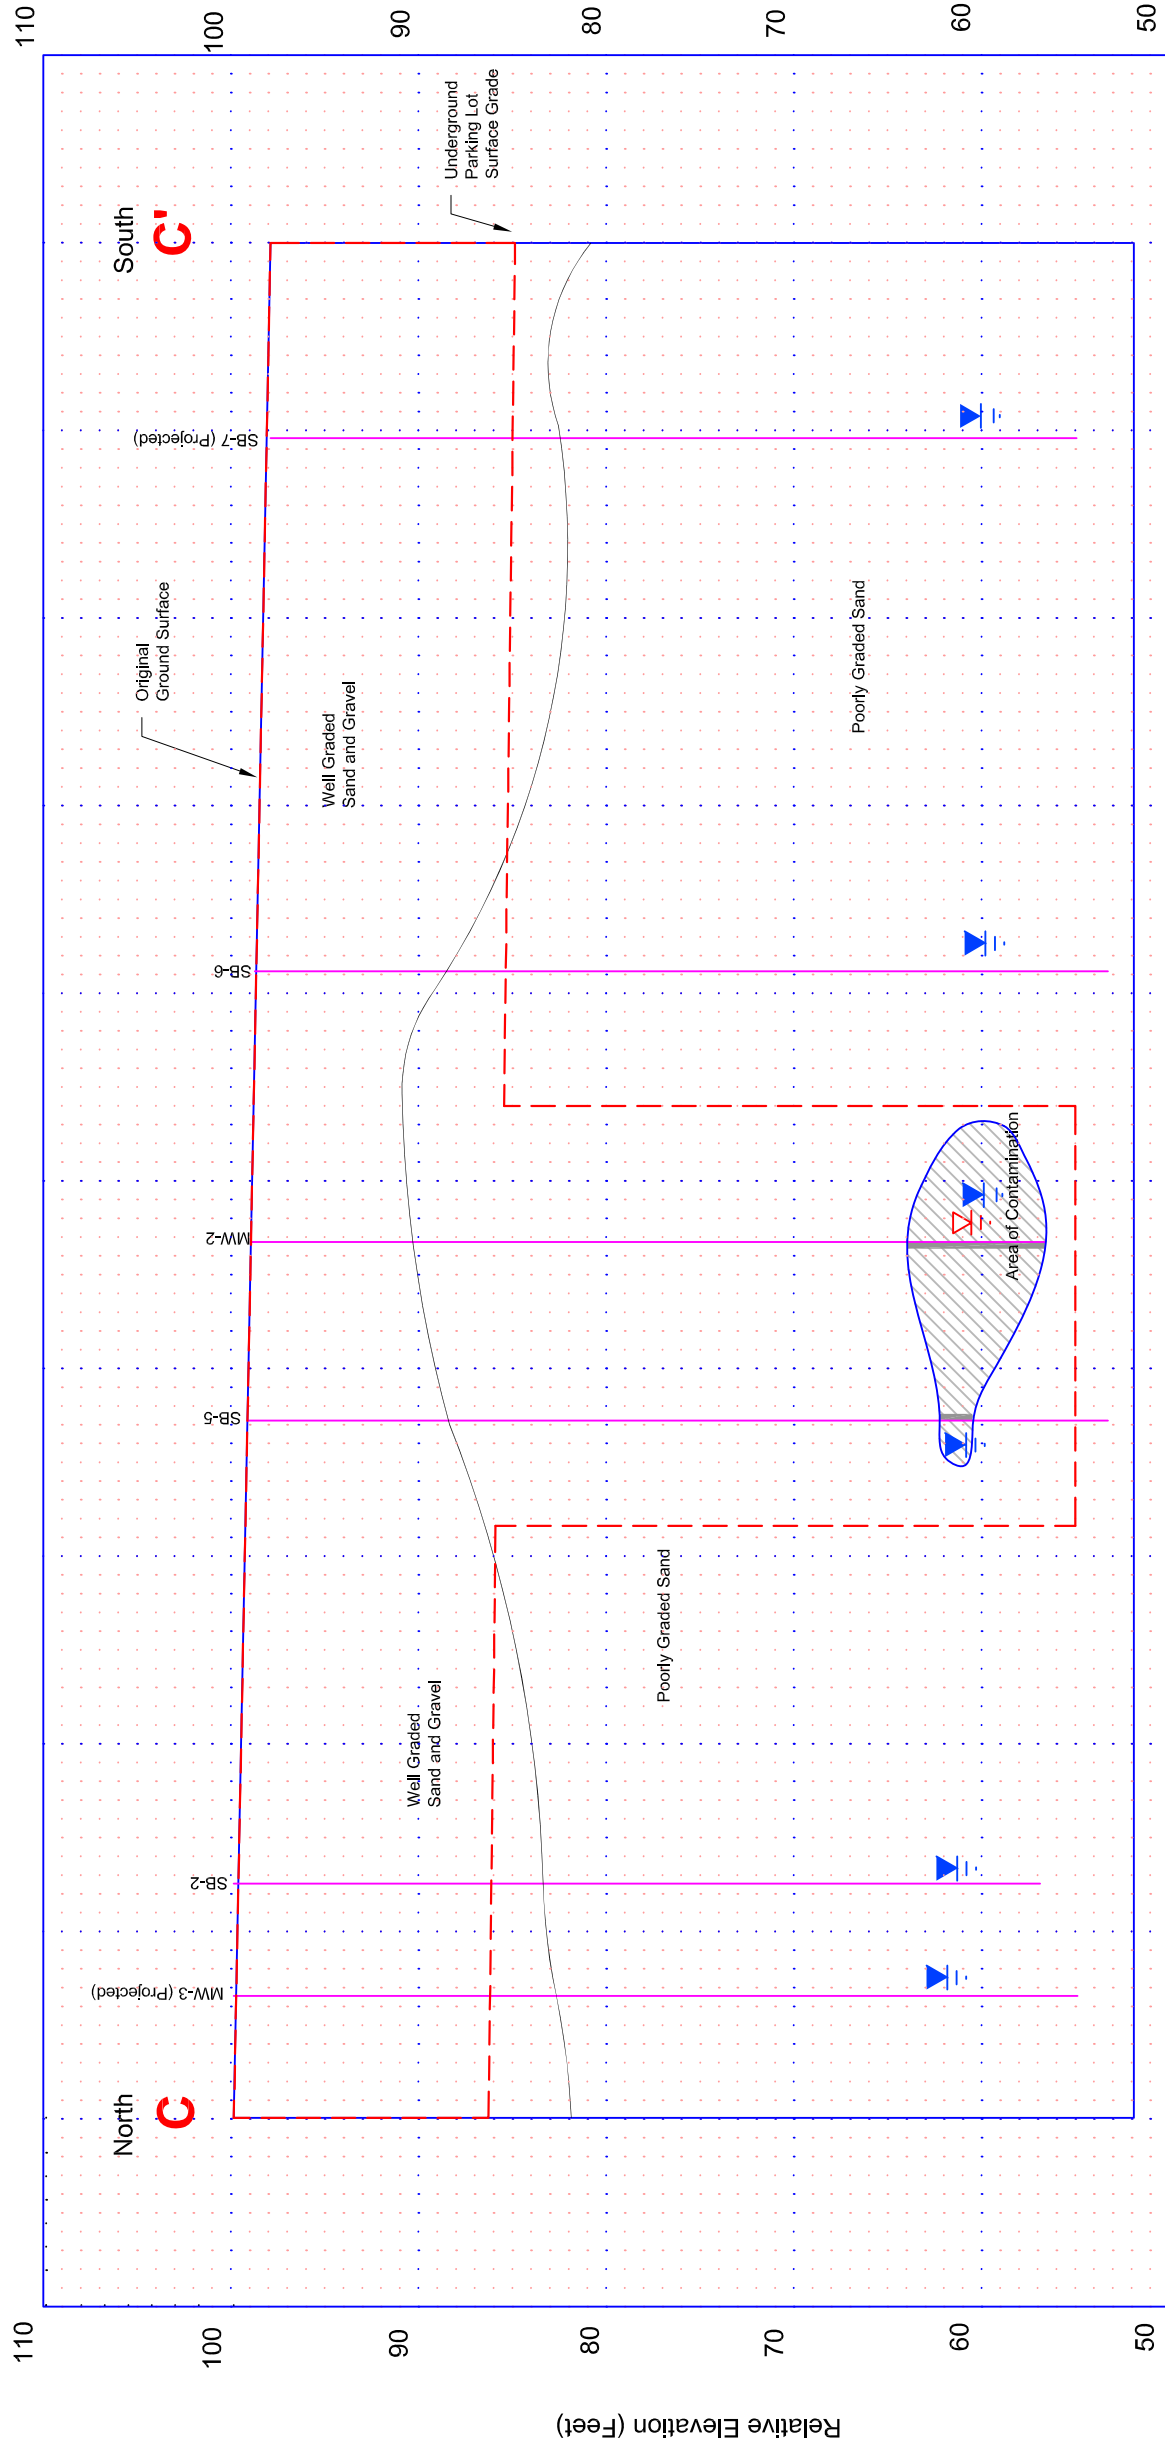 North
C
South
C'
MW-3 (Projected)
SB-2
SB-5
MW-2
SB-6
SB-7 (Projected)
Original
Ground Surface
Underground
Parking Lot
Surface Grade
Well Graded
Sand and Gravel
Well Graded
Sand and Gravel
Poorly Graded Sand
Poorly Graded Sand
Area of Contamination
Relative Elevation (Feet)
110
100
90
80
70
60
50
110
100
90
80
70
60
50